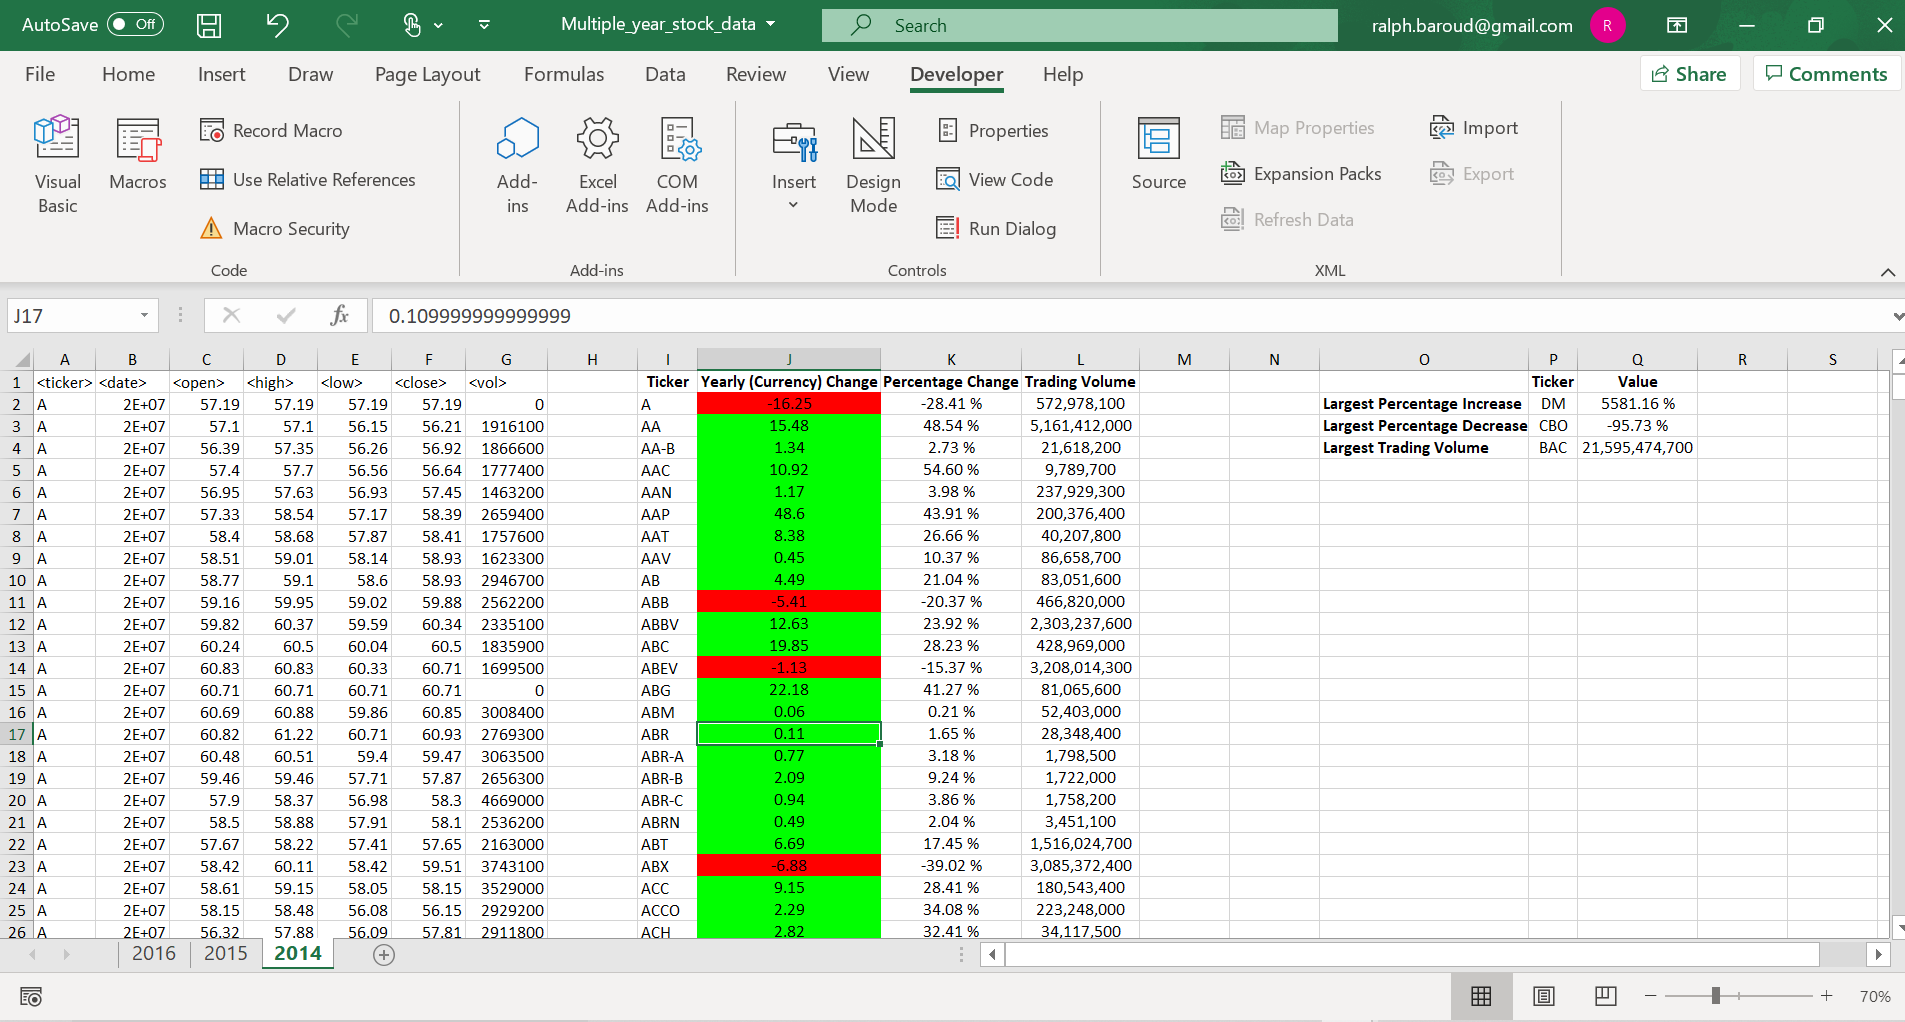 AutoSave Off Multiple_year_stock_data Search ralph.baroud@gmail.com R
File Home Insert Draw Page Layout Formulas Data Review View Developer Help Share Comments
Visual Basic
Macros
Record Macro
Use Relative References
Macro Security
Code
Add-ins
Excel Add-ins
COM Add-ins
Add-ins
Insert
Design Mode
Properties
View Code
Run Dialog
Controls
Source
Map Properties
Expansion Packs
Refresh Data
Import
Export
XML
J17 fx 0.109999999999999
A B C D E F G H I J K L M N O P Q R S
1 <ticker> <date> <open> <high> <low> <close> <vol> Ticker Yearly (Currency) Change Percentage Change Trading Volume Ticker Value
2 A 2E+07 57.19 57.19 57.19 57.19 0 A -16.25 -28.41 % 572,978,100 Largest Percentage Increase DM 5581.16 %
3 A 2E+07 57.1 57.1 56.15 56.21 1916100 AA 15.48 48.54 % 5,161,412,000 Largest Percentage Decrease CBO -95.73 %
4 A 2E+07 56.39 57.35 56.26 56.92 1866600 AA-B 1.34 2.73 % 21,618,200 Largest Trading Volume BAC 21,595,474,700
5 A 2E+07 57.4 57.7 56.56 56.64 1777400 AAC 10.92 54.60 % 9,789,700
6 A 2E+07 56.95 57.63 56.93 57.45 1463200 AAN 1.17 3.98 % 237,929,300
7 A 2E+07 57.33 58.54 57.17 58.39 2659400 AAP 48.6 43.91 % 200,376,400
8 A 2E+07 58.4 58.68 57.87 58.41 1757600 AAT 8.38 26.66 % 40,207,800
9 A 2E+07 58.51 59.01 58.14 58.93 1623300 AAV 0.45 10.37 % 86,658,700
10 A 2E+07 58.77 59.1 58.6 58.93 2946700 AB 4.49 21.04 % 83,051,600
11 A 2E+07 59.16 59.95 59.02 59.88 2562200 ABB -5.41 -20.37 % 466,820,000
12 A 2E+07 59.82 60.37 59.59 60.34 2335100 ABBV 12.63 23.92 % 2,303,237,600
13 A 2E+07 60.24 60.5 60.04 60.5 1835900 ABC 19.85 28.23 % 428,969,000
14 A 2E+07 60.83 60.83 60.33 60.71 1699500 ABEV -1.13 -15.37 % 3,208,014,300
15 A 2E+07 60.71 60.71 60.71 60.71 0 ABG 22.18 41.27 % 81,065,600
16 A 2E+07 60.69 60.88 59.86 60.85 3008400 ABM 0.06 0.21 % 52,403,000
17 A 2E+07 60.82 61.22 60.71 60.93 2769300 ABR 0.11 1.65 % 28,348,400
18 A 2E+07 60.48 60.51 59.4 59.47 3063500 ABR-A 0.77 3.18 % 1,798,500
19 A 2E+07 59.46 59.46 57.71 57.87 2656300 ABR-B 2.09 9.24 % 1,722,000
20 A 2E+07 57.9 58.37 56.98 58.3 4669000 ABR-C 0.94 3.86 % 1,758,200
21 A 2E+07 58.5 58.88 57.91 58.1 2536200 ABRN 0.49 2.04 % 3,451,100
22 A 2E+07 57.67 58.22 57.41 57.65 2163000 ABT 6.69 17.45 % 1,516,024,700
23 A 2E+07 58.42 60.11 58.42 59.51 3743100 ABX -6.88 -39.02 % 3,085,372,400
24 A 2E+07 58.61 59.15 58.05 58.15 3529000 ACC 9.15 28.41 % 180,543,400
25 A 2E+07 58.15 58.48 56.08 56.15 2929200 ACCO 2.29 34.08 % 223,248,000
26 A 2E+07 56.32 57.88 56.09 57.81 2911800 ACH 2.82 32.41 % 34,117,500
2016 2015 2014
70%